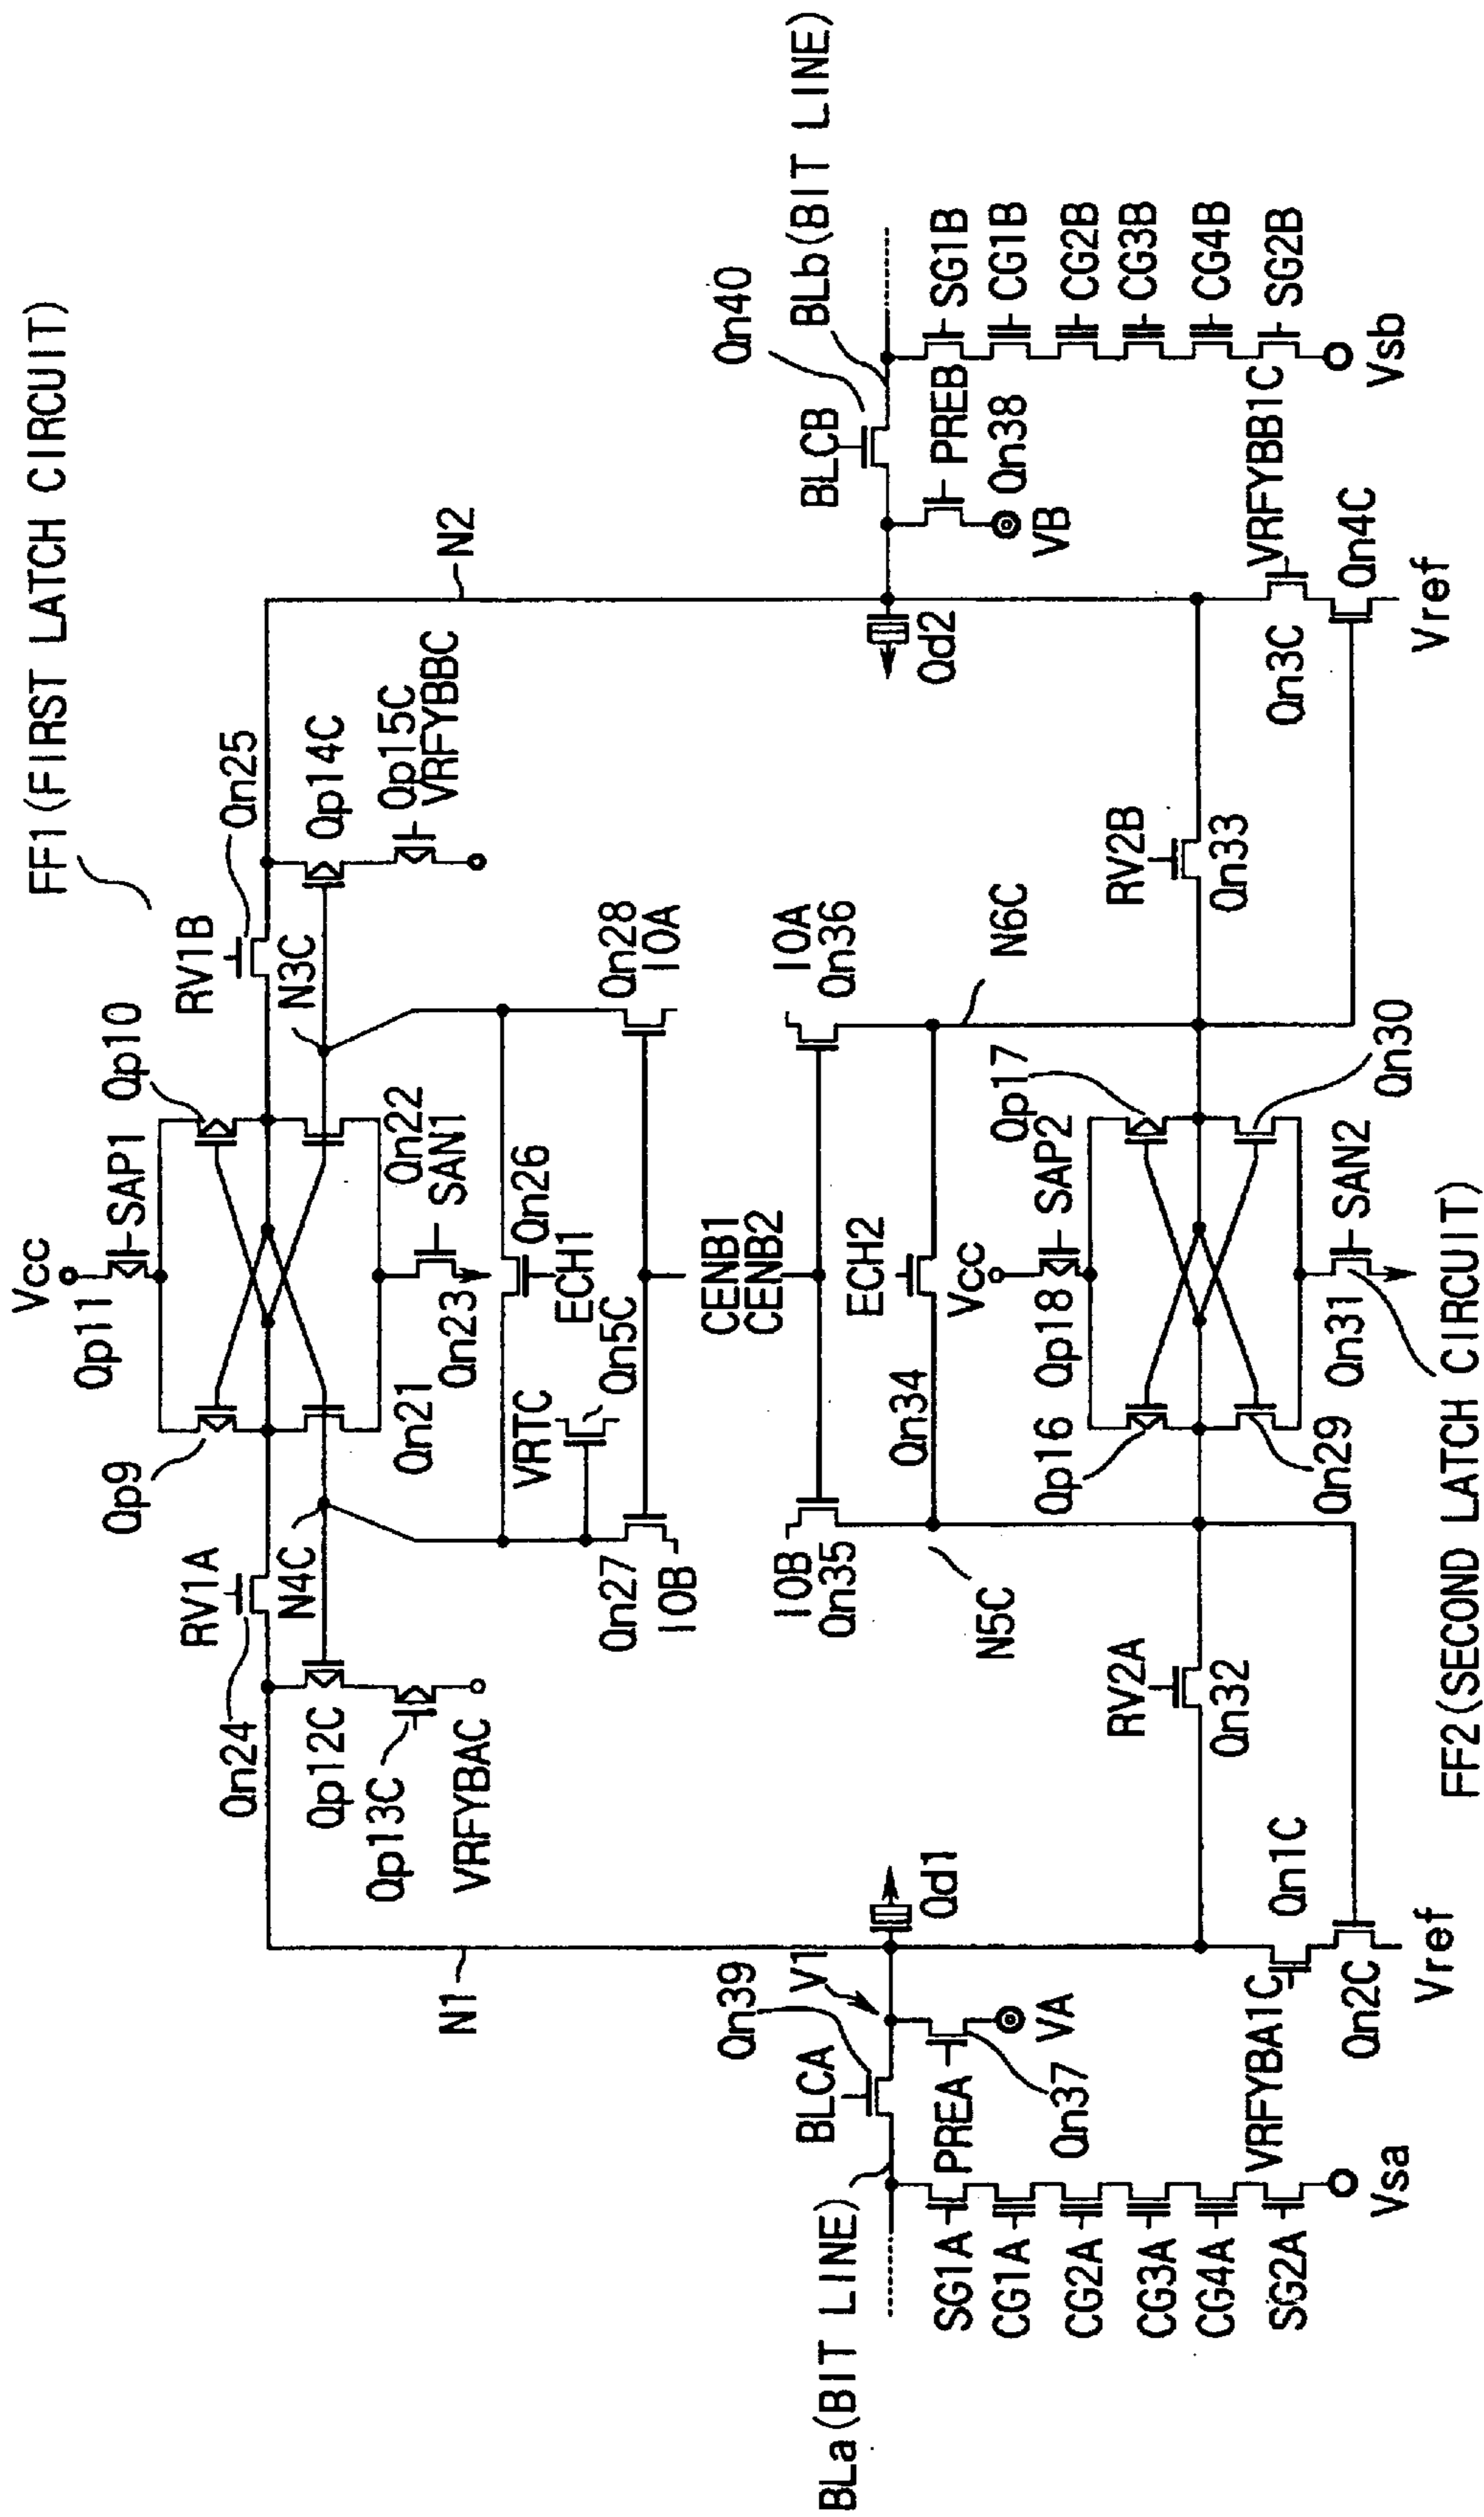 FF1(FIRST LATCH CIRCUIT)
Vcc
Qp11
SAP1
Qp10
Qp9
RV1A
RV1B
Qn24
Qn25
N4C
N3C
Qp12C
Qp14C
Qp13C
Qp15C
VRFYBAC
VRFYBBC
Qn21
Qn22
Qn23
SAN1
N1
N2
VRTC
Qn26
ECH1
Qn5C
Qn27
IOB
Qn28
IOA
CENB1
CENB2
IOB
Qn35
IOA
Qn36
BLa(BIT LINE)
BLCA
Qn39
V1
BLCB
Qn40
BLb(BIT LINE)
ECH2
Qn34
Vcc
Qd1
Qd2
N5C
N6C
SG1A
PREA
VA
Qn37
PREB
Qn38
VB
SG1B
CG1A
CG2A
CG3A
CG4A
SG2A
Vsa
CG1B
CG2B
CG3B
CG4B
SG2B
Vsb
Qp16
Qp18
SAP2
Qp17
RV2A
Qn32
RV2B
Qn33
VRFYBA1C
Qn1C
Qn2C
Vref
Qn29
Qn31
SAN2
Qn30
Qn3C
VRFYBB1C
Qn4C
Vref
FF2(SECOND LATCH CIRCUIT)